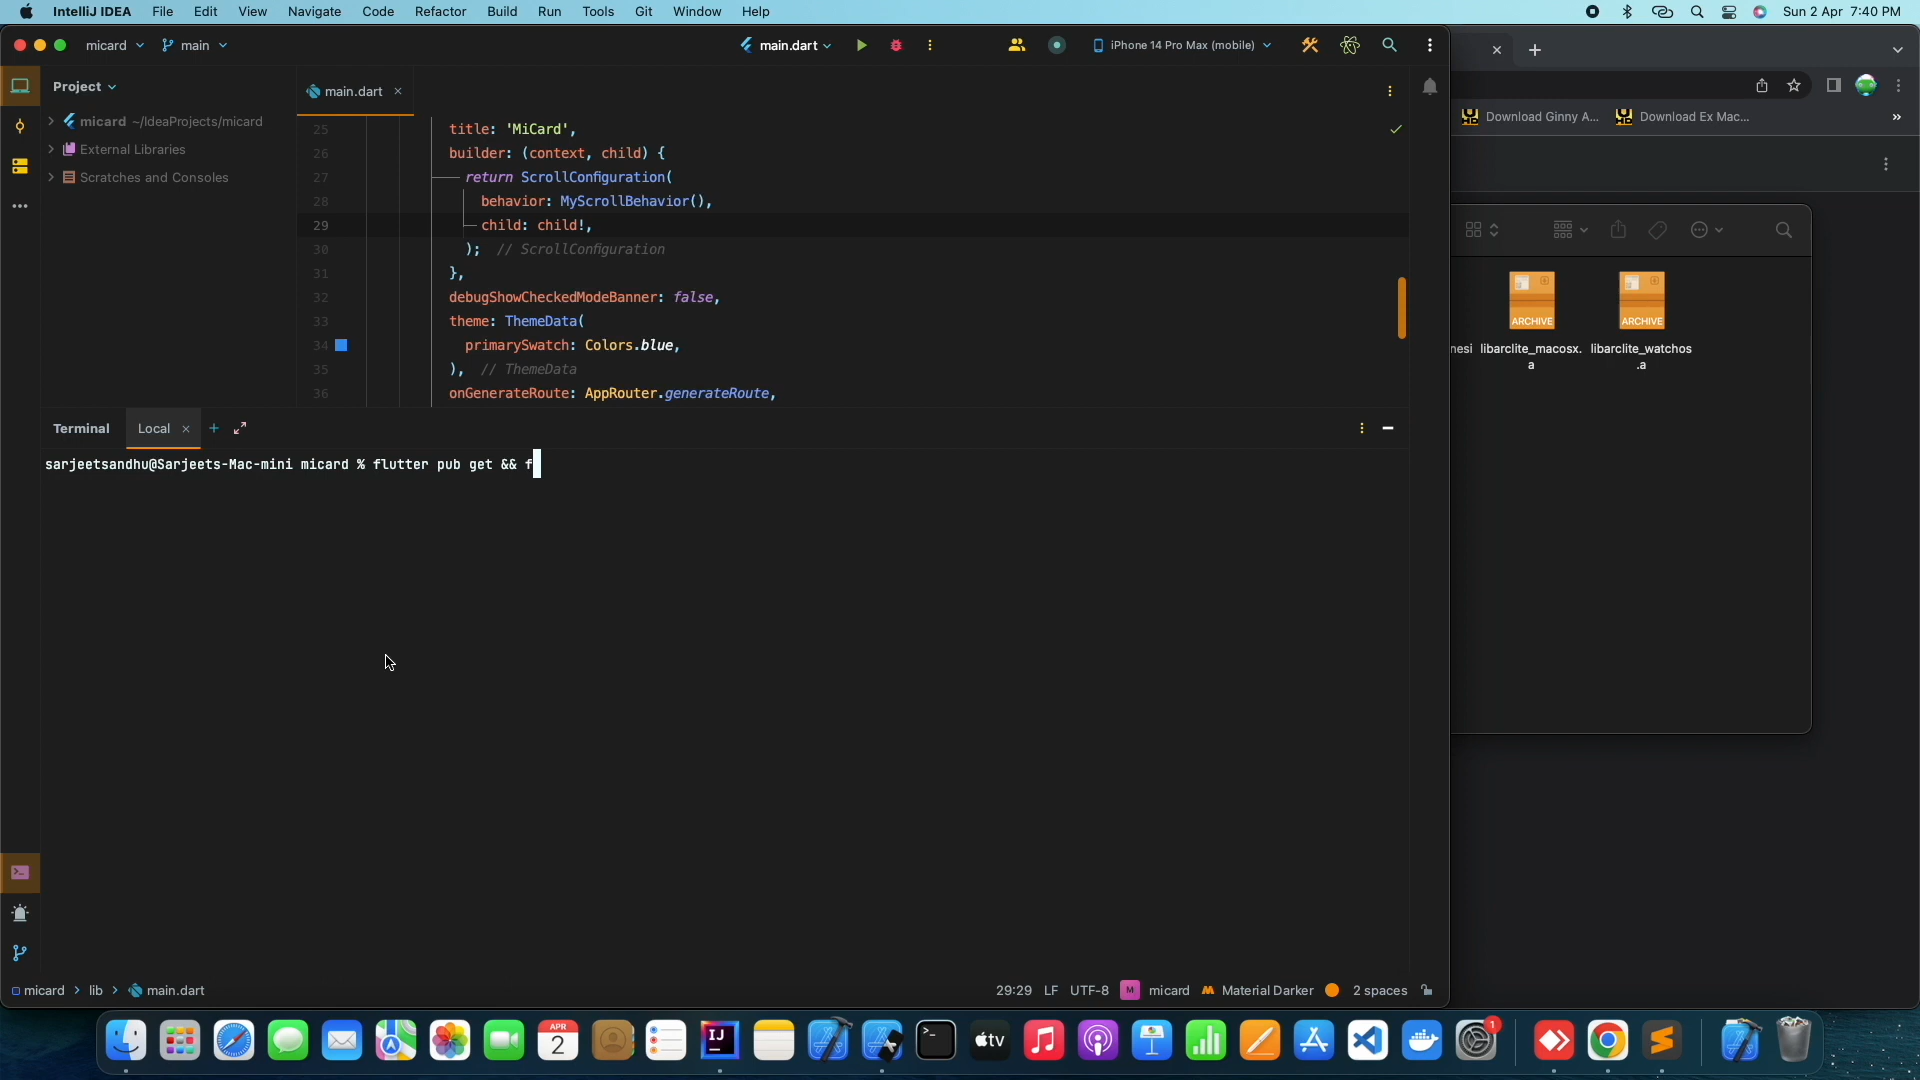 IntelliJ IDEA File Edit View Navigate Code Refactor Build Run Tools Git Window Help Sun 2 Apr 7:40 PM
micard main main.dart iPhone 14 Pro Max (mobile)
Project
main.dart
micard ~/IdeaProjects/micard
External Libraries
Scratches and Consoles
Download Ginny A... Download Ex Mac...
25 title: 'MiCard',
26 builder: (context, child) {
27 return ScrollConfiguration(
28 behavior: MyScrollBehavior(),
29 child: child!,
30 ); // ScrollConfiguration
31 },
32 debugShowCheckedModeBanner: false,
33 theme: ThemeData(
34 primarySwatch: Colors.blue,
35 ), // ThemeData
36 onGenerateRoute: AppRouter.generateRoute,
ARCHIVE ARCHIVE
nesi libarclite_macosx. libarclite_watchos
a .a
Terminal Local
sarjeetsandhu@Sarjeets-Mac-mini micard % flutter pub get && f
micard > lib > main.dart 29:29 LF UTF-8 M micard Material Darker 2 spaces
APR
2
IJ
tv
1